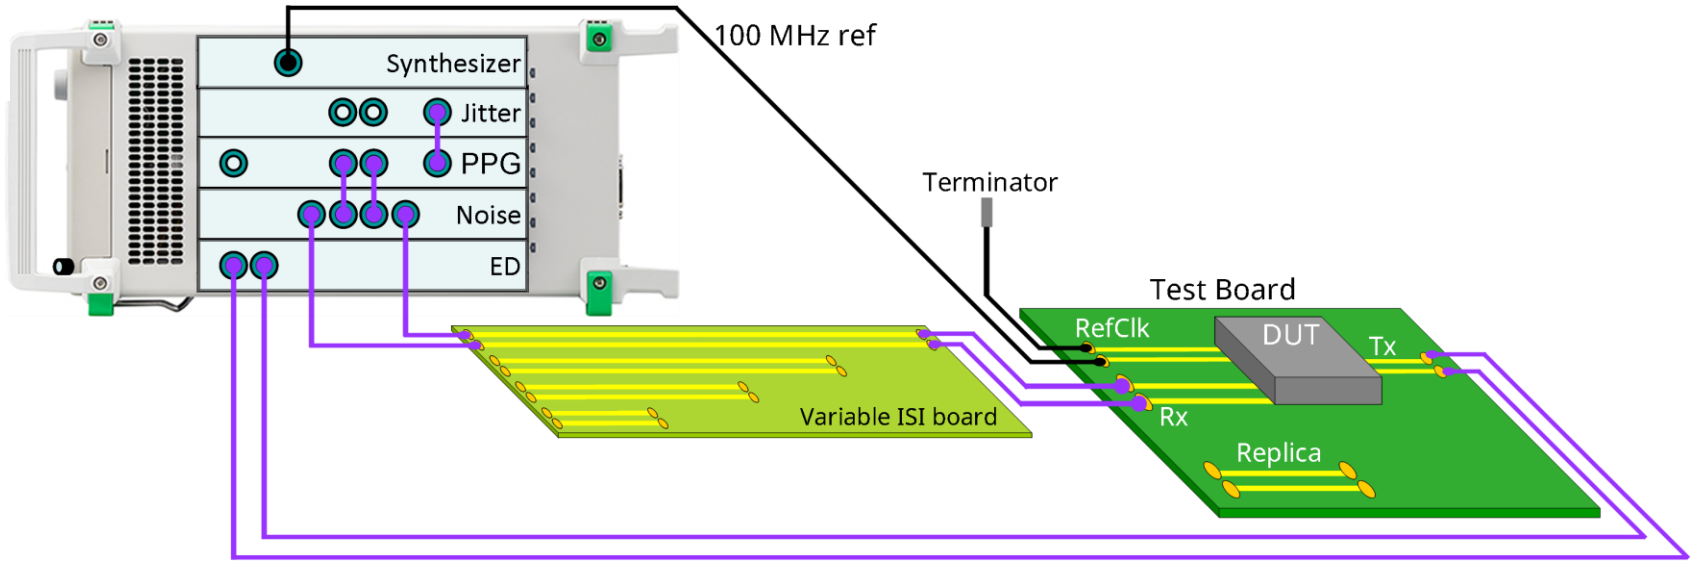 100 MHz ref
Synthesizer
Jitter
PPG
Noise
ED
Terminator
Test Board
RefClk
DUT
Tx
Rx
Variable ISI board
Replica